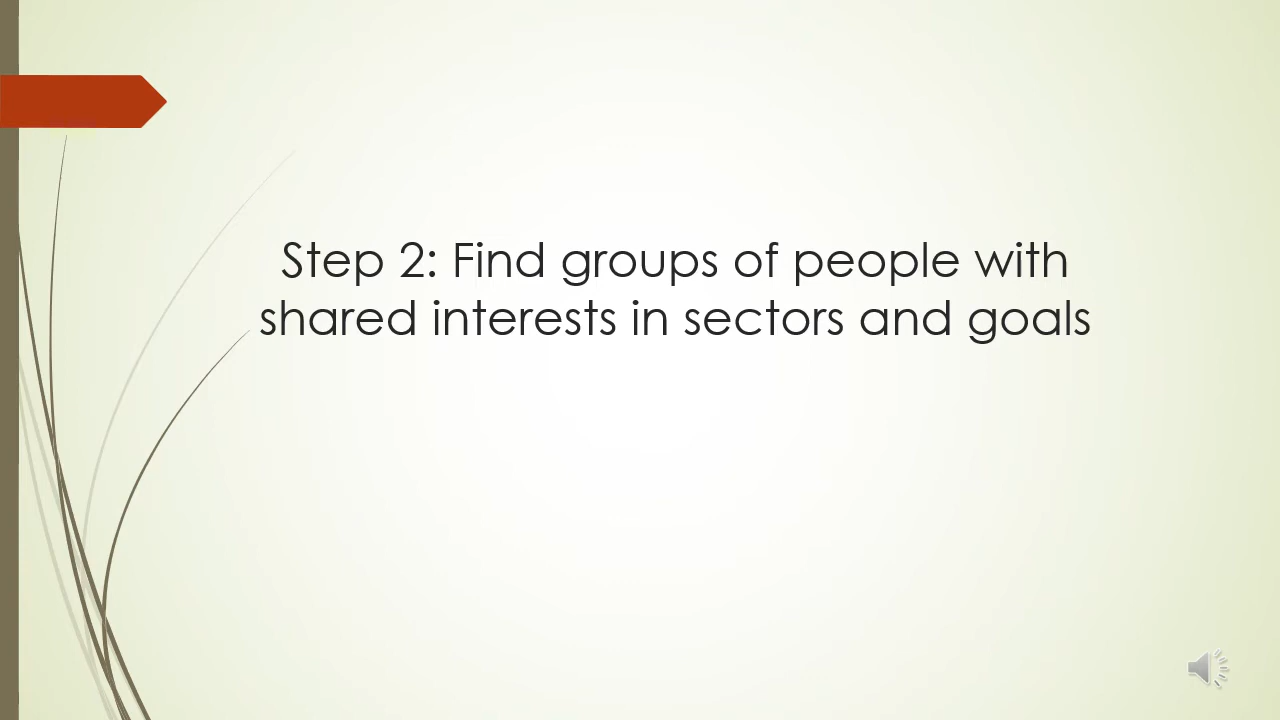 Step 2: Find groups of people with
shared interests in sectors and goals